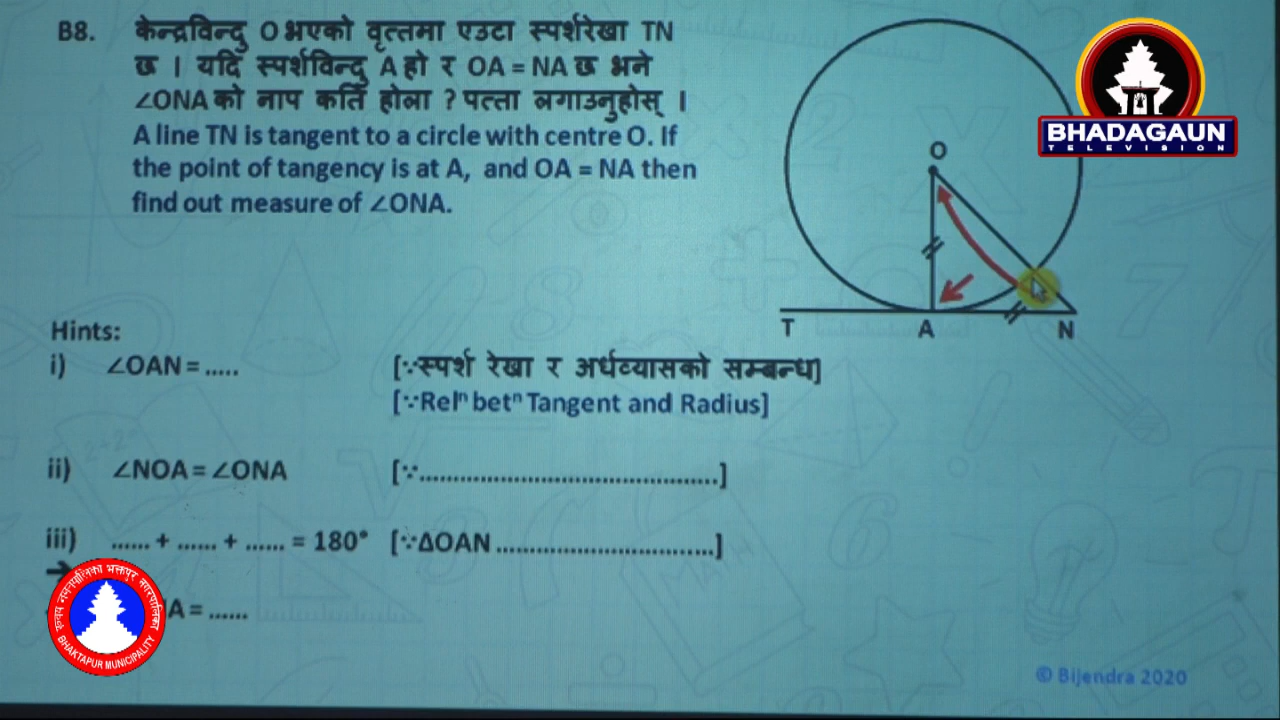 B8. केन्द्रविन्दु O भएको वृत्तमा एउटा स्पर्शरेखा TN
छ । यदि स्पर्शविन्दु A हो र OA = NA छ भने
∠ONA को नाप कति होला ? पत्ता लगाउनुहोस् ।
A line TN is tangent to a circle with centre O. If
the point of tangency is at A, and OA = NA then
find out measure of ∠ONA.
O
T A N
BHADAGAUN
TELEVISION
Hints:
i) ∠OAN = ..... [∵स्पर्श रेखा र अर्धव्यासको सम्बन्ध]
[∵Relⁿ betⁿ Tangent and Radius]
ii) ∠NOA = ∠ONA [∵............................................]
iii) ...... + ...... + ...... = 180° [∵ΔOAN .................................]
A = ......
BHAKTAPUR MUNICIPALITY
© Bijendra 2020